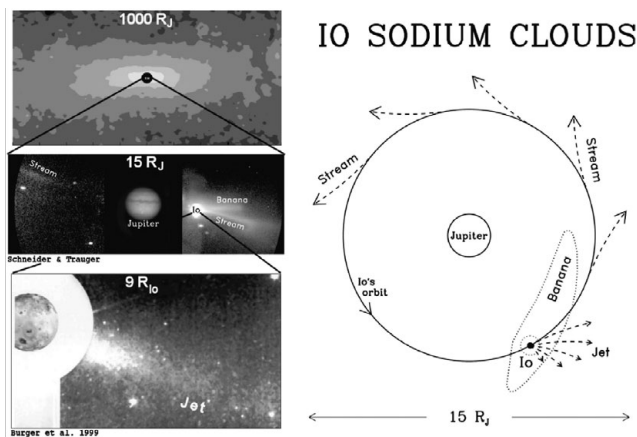 1000 RJ
15 RJ
Stream
Banana
Io
Stream
Jupiter
Schneider & Trauger
9 RIo
Jet
Burger et al. 1999
IO SODIUM CLOUDS
Stream
Stream
Jupiter
Io's
orbit
Banana
Io
Jet
15 RJ